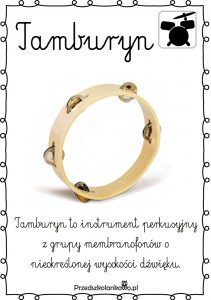 Tamburyn
Tamburyn to instrument perkusyjny
z grupy membranofonów o
nieokreślonej wysokości dźwięku.
Przedszkolankowo.pl